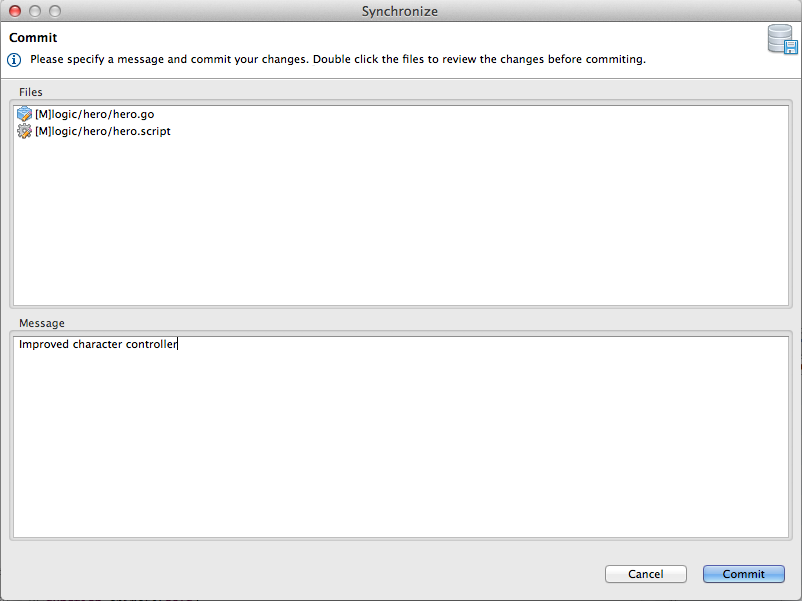 Synchronize
Commit
Please specify a message and commit your changes. Double click the files to review the changes before commiting.
Files
[M]logic/hero/hero.go
[M]logic/hero/hero.script
Message
Improved character controller
Cancel
Commit